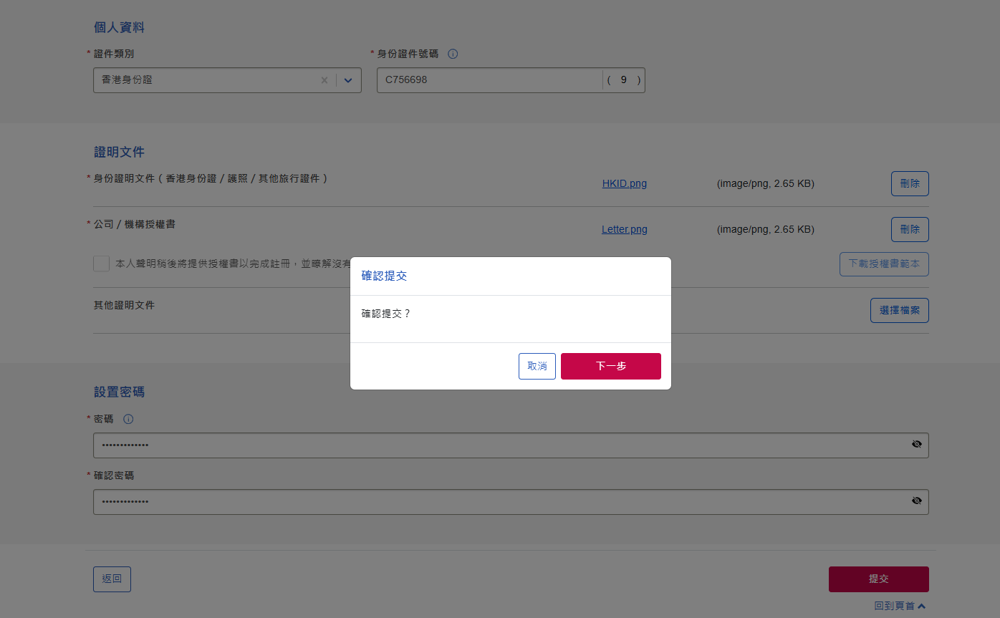 個人資料
* 證件類別
* 身份證件號碼
香港身份證
C756698 ( 9 )
證明文件
* 身份證明文件 ( 香港身份證 / 護照 / 其他旅行證件 )
HKID.png
(image/png, 2.65 KB)
刪除
* 公司 / 機構授權書
Letter.png
(image/png, 2.65 KB)
刪除
本人聲明稍後將提供授權書以完成註冊，並瞭解沒有
下載授權書範本
其他證明文件
選擇檔案
確認提交
確認提交？
取消
下一步
設置密碼
* 密碼
•••••••••••••
* 確認密碼
•••••••••••••
返回
提交
回到頁首